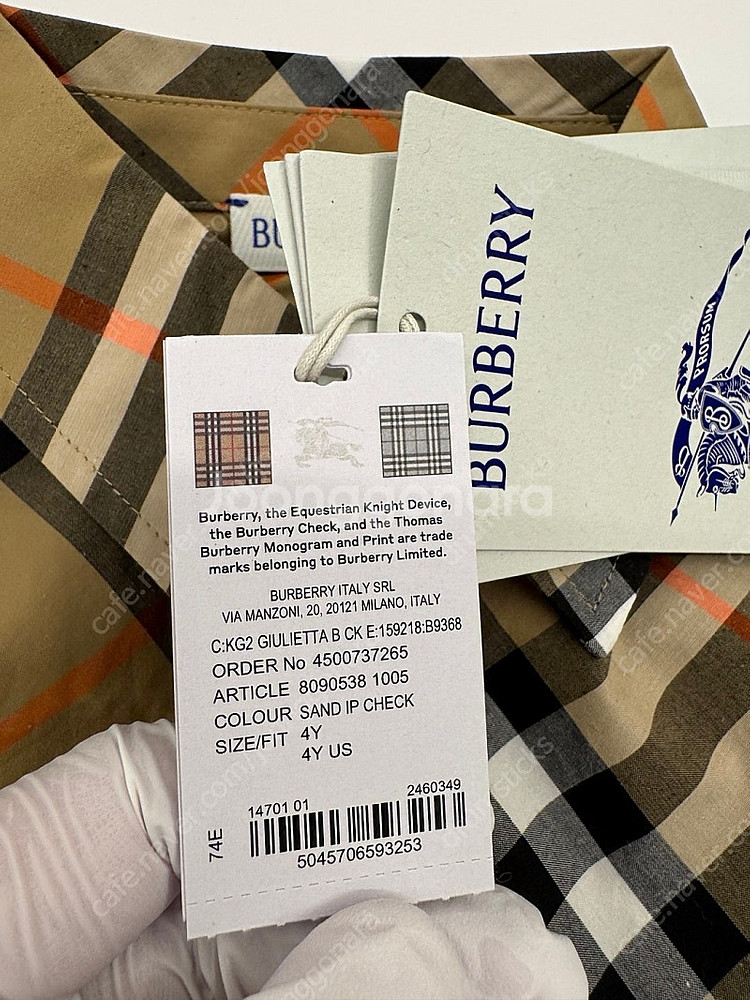 BU
BURBERRY
PRORSUM
Burberry, the Equestrian Knight Device,
the Burberry Check, and the Thomas
Burberry Monogram and Print are trade
marks belonging to Burberry Limited.
BURBERRY ITALY SRL
VIA MANZONI, 20, 20121 MILANO, ITALY
C:KG2 GIULIETTA B CK E:159218:B9368
ORDER No 4500737265
ARTICLE 8090538 1005
COLOUR SAND IP CHECK
SIZE/FIT 4Y
4Y US
14701 01 2460349
74E
5045706593253
Joonggonara